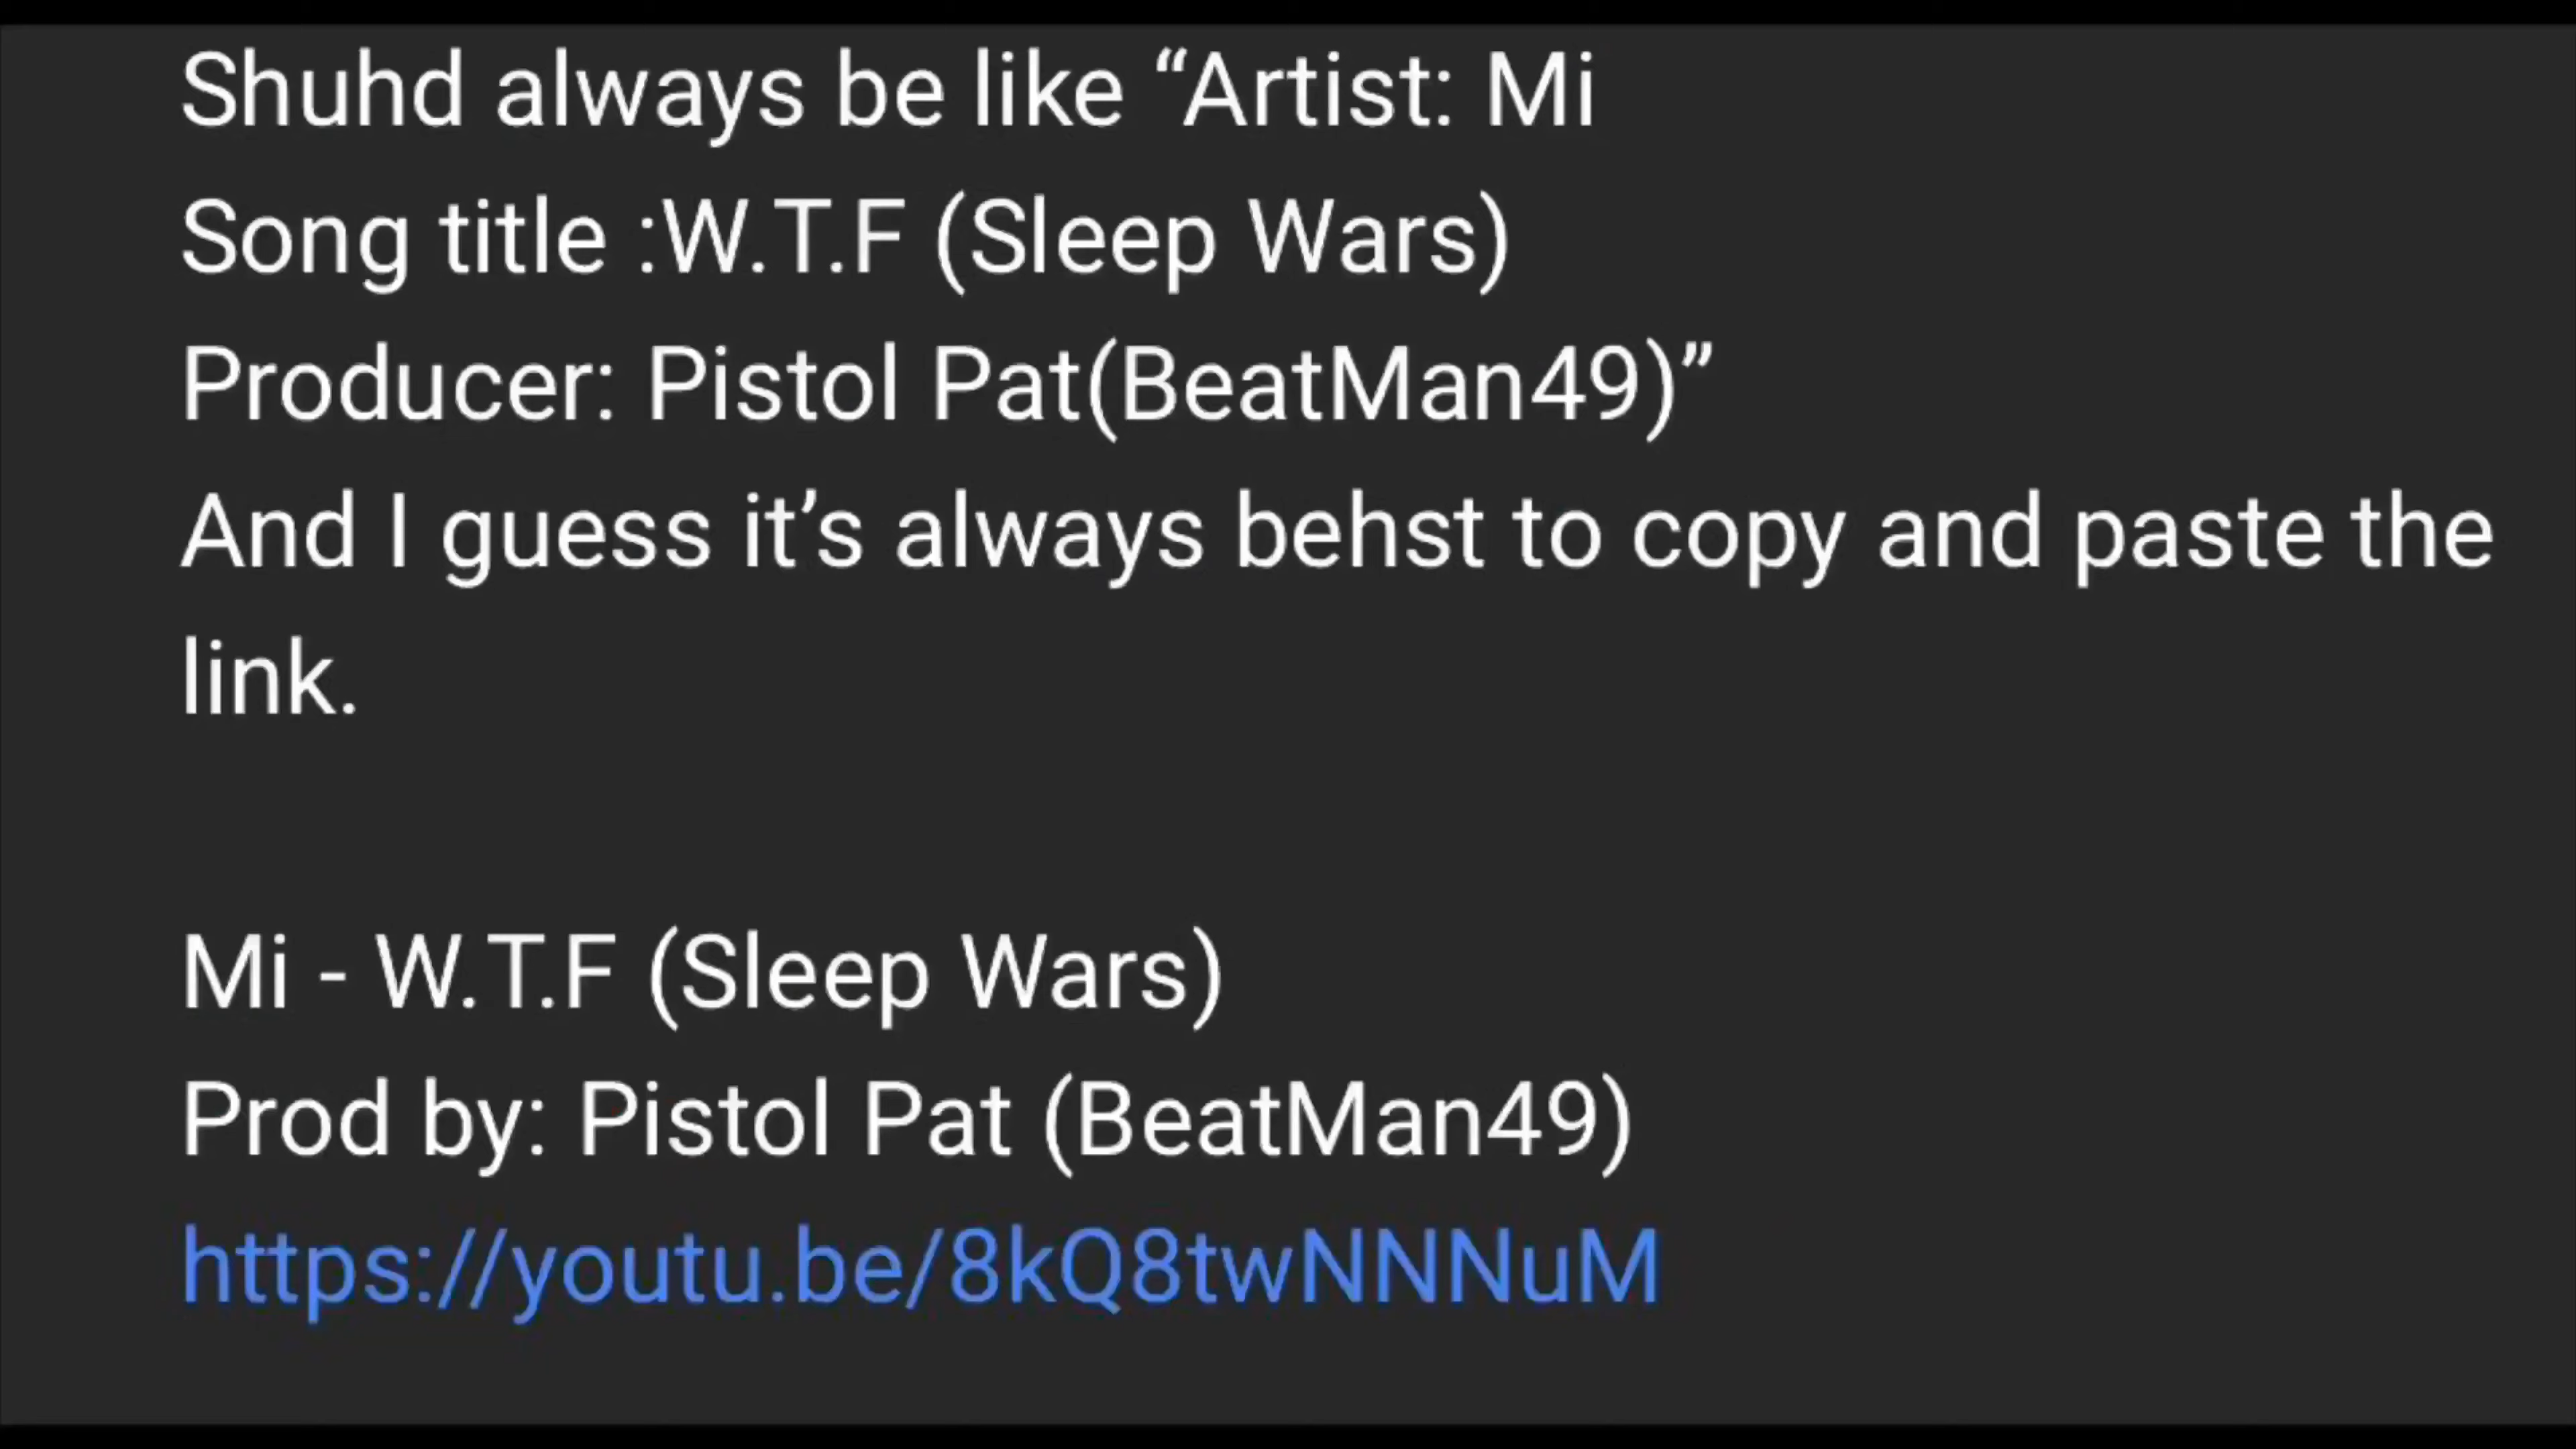 Shuhd always be like “Artist: Mi
Song title :W.T.F (Sleep Wars)
Producer: Pistol Pat(BeatMan49)”
And I guess it’s always behst to copy and paste the
link.
Mi - W.T.F (Sleep Wars)
Prod by: Pistol Pat (BeatMan49)
https://youtu.be/8kQ8twNNNuM